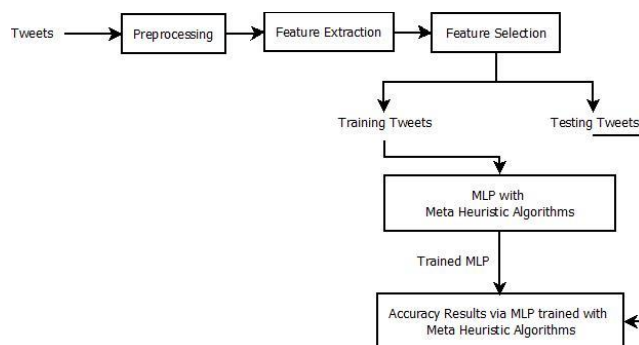 Tweets
Preprocessing
Feature Extraction
Feature Selection
Training Tweets
Testing Tweets
MLP with
Meta Heuristic Algorithms
Trained MLP
Accuracy Results via MLP trained with
Meta Heuristic Algorithms